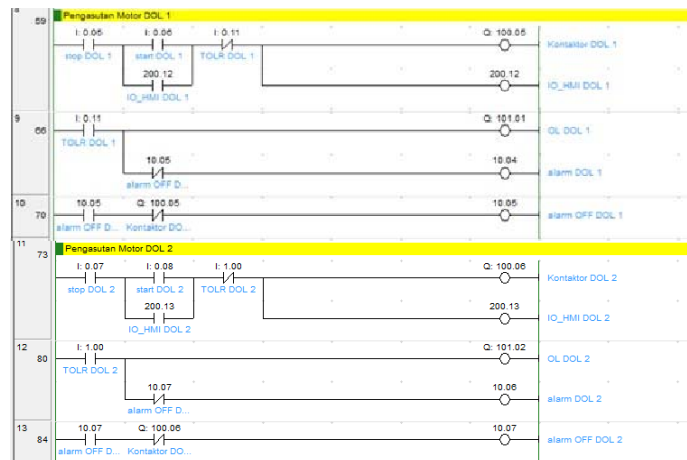 8
59
Pengasutan Motor DOL 1
I: 0.05 I: 0.06 I: 0.11 Q: 100.05
stop DOL 1 start DOL 1 TOLR DOL 1 Kontaktor DOL 1
200.12 200.12
IO_HMI DOL 1 IO_HMI DOL 1
9
66
I: 0.11 Q: 101.01
TOLR DOL 1 OL DOL 1
10.05 10.04
alarm OFF D... alarm DOL 1
10
70
10.05 Q: 100.05 10.05
alarm OFF D... Kontaktor DO... alarm OFF DOL 1
11
73
Pengasutan Motor DOL 2
I: 0.07 I: 0.08 I: 1.00 Q: 100.06
stop DOL 2 start DOL 2 TOLR DOL 2 Kontaktor DOL 2
200.13 200.13
IO_HMI DOL 2 IO_HMI DOL 2
12
80
I: 1.00 Q: 101.02
TOLR DOL 2 OL DOL 2
10.07 10.06
alarm OFF D... alarm DOL 2
13
84
10.07 Q: 100.06 10.07
alarm OFF D... Kontaktor DO... alarm OFF DOL 2